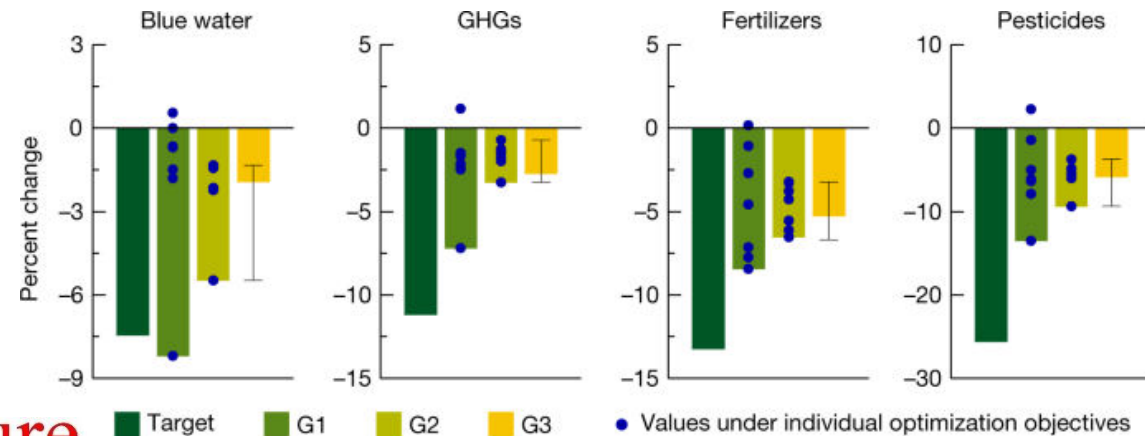 Blue water
GHGs
Fertilizers
Pesticides
Percent change
3
0
−3
−6
−9
5
0
−5
−10
−15
5
0
−5
−10
−15
10
0
−10
−20
−30
Target
G1
G2
G3
Values under individual optimization objectives